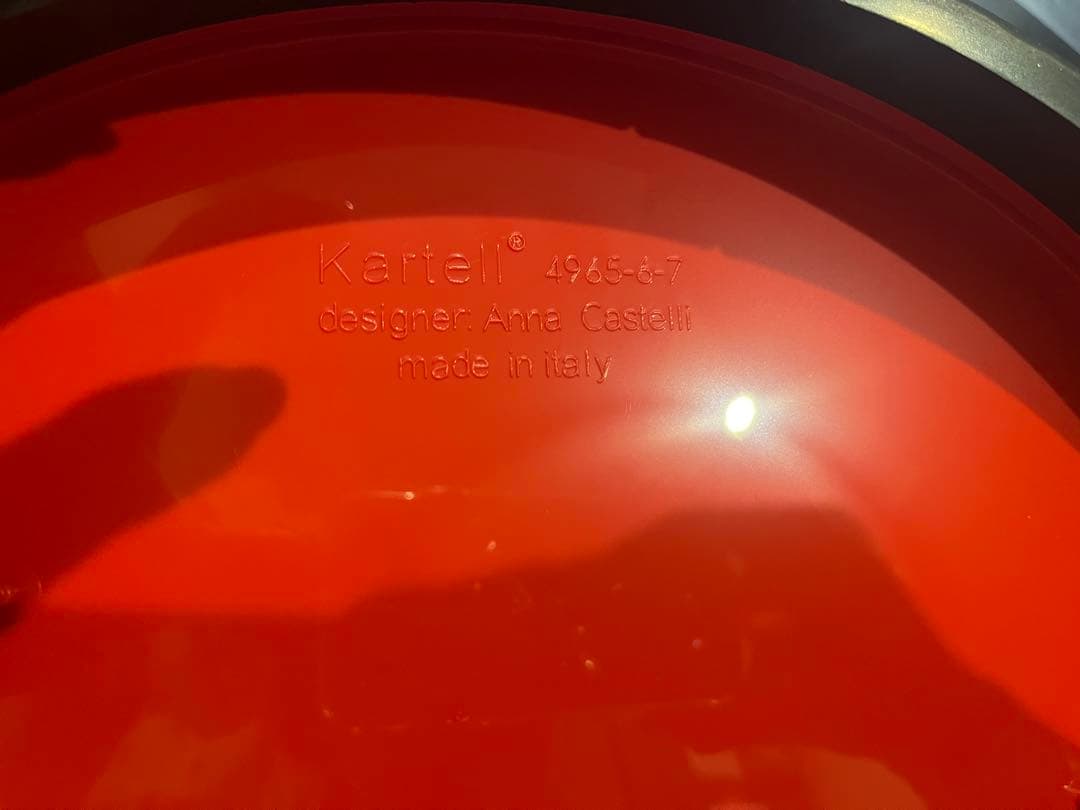 Kartell® 4965-6-7
designer: Anna Castelli
made in italy